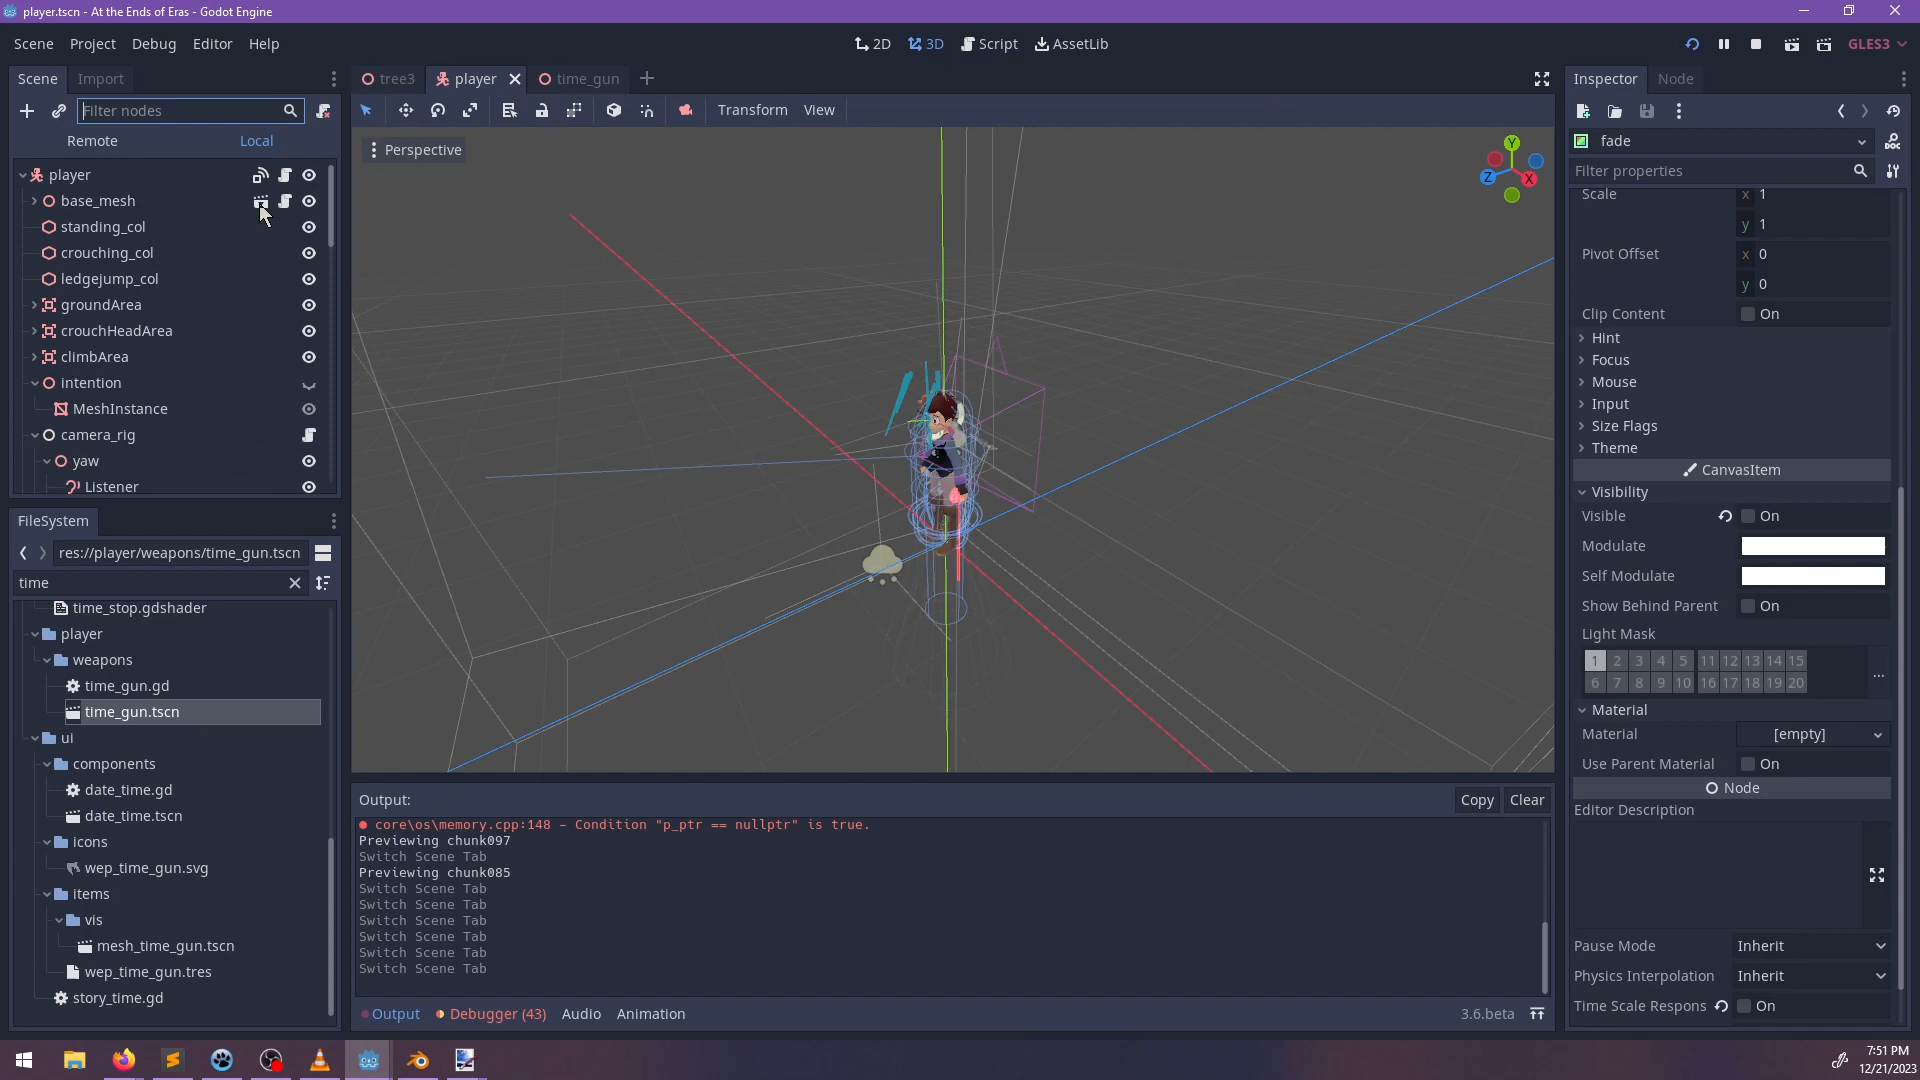 player.tscn - At the Ends of Eras - Godot Engine
Scene Project Debug Editor Help
2D 3D Script AssetLib
GLES3
Scene Import
tree3 player time_gun
Inspector Node
Filter nodes
Transform View
Remote Local
Perspective
fade
Filter properties
player
base_mesh
standing_col
crouching_col
ledgejump_col
groundArea
crouchHeadArea
climbArea
intention
MeshInstance
camera_rig
yaw
Listener
FileSystem
res://player/weapons/time_gun.tscn
time
time_stop.gdshader
player
weapons
time_gun.gd
time_gun.tscn
ui
components
date_time.gd
date_time.tscn
icons
wep_time_gun.svg
items
vis
mesh_time_gun.tscn
wep_time_gun.tres
story_time.gd
Y
Z X
Output:
Copy Clear
core\os\memory.cpp:148 - Condition "p_ptr == nullptr" is true.
Previewing chunk097
Switch Scene Tab
Previewing chunk085
Switch Scene Tab
Switch Scene Tab
Switch Scene Tab
Switch Scene Tab
Switch Scene Tab
Switch Scene Tab
Output Debugger (43) Audio Animation
3.6.beta
Scale x 1
y 1
Pivot Offset x 0
y 0
Clip Content On
Hint
Focus
Mouse
Input
Size Flags
Theme
CanvasItem
Visibility
Visible On
Modulate
Self Modulate
Show Behind Parent On
Light Mask
1 2 3 4 5 11 12 13 14 15
6 7 8 9 10 16 17 18 19 20
...
Material
Material [empty]
Use Parent Material On
Node
Editor Description
Pause Mode Inherit
Physics Interpolation Inherit
Time Scale Respons On
7:51 PM
12/21/2023